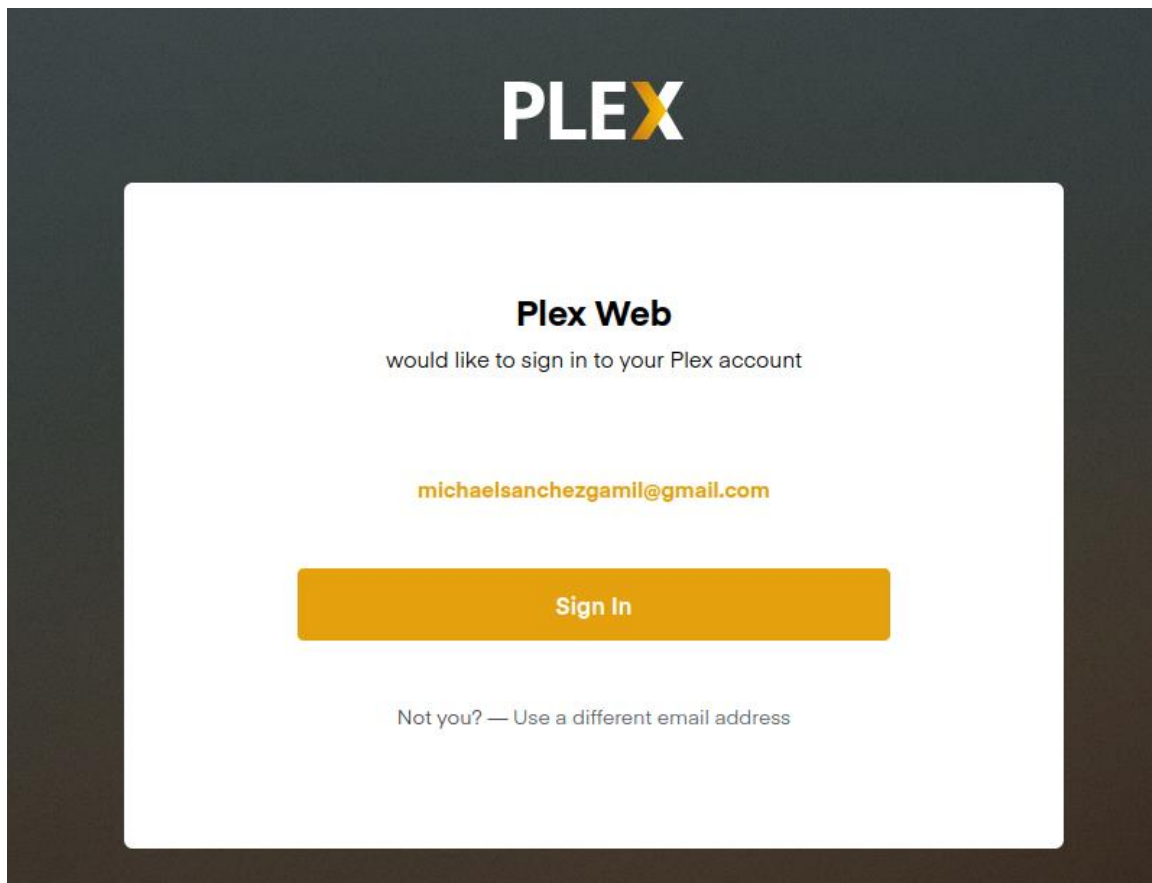 PLEX
Plex Web
would like to sign in to your Plex account
michaelsanchezgamil@gmail.com
Sign In
Not you? — Use a different email address